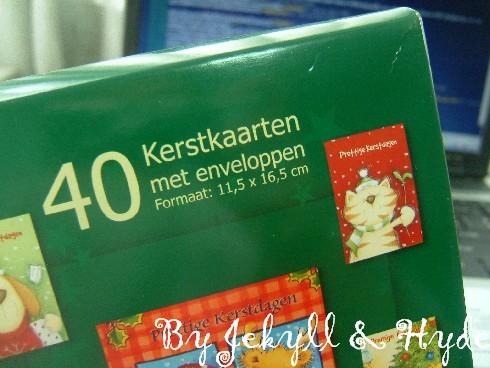 40 Kerstkaarten
met enveloppen
Formaat: 11,5 x 16,5 cm
Prettige Kerstdagen
Prettige Kerstdagen
By Jekyll & Hyde